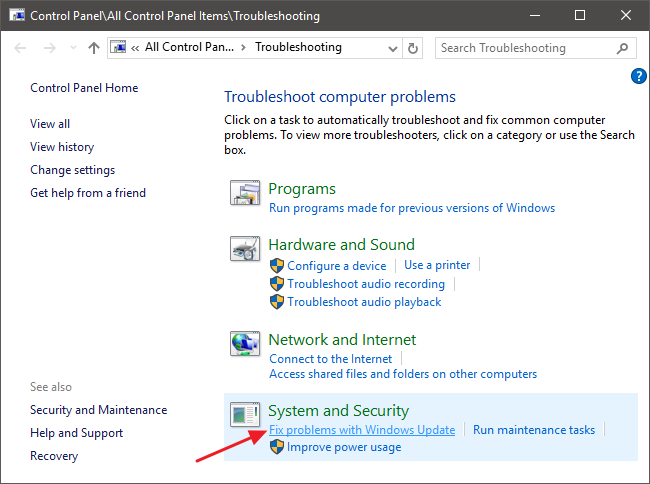 Control Panel\All Control Panel Items\Troubleshooting
« All Control Pan... > Troubleshooting
Search Troubleshooting
?
Control Panel Home
View all
View history
Change settings
Get help from a friend
Troubleshoot computer problems
Click on a task to automatically troubleshoot and fix common computer
problems. To view more troubleshooters, click on a category or use the Search
box.
Programs
Run programs made for previous versions of Windows
Hardware and Sound
Configure a device
Use a printer
Troubleshoot audio recording
Troubleshoot audio playback
Network and Internet
Connect to the Internet
Access shared files and folders on other computers
System and Security
Fix problems with Windows Update
Run maintenance tasks
Improve power usage
See also
Security and Maintenance
Help and Support
Recovery